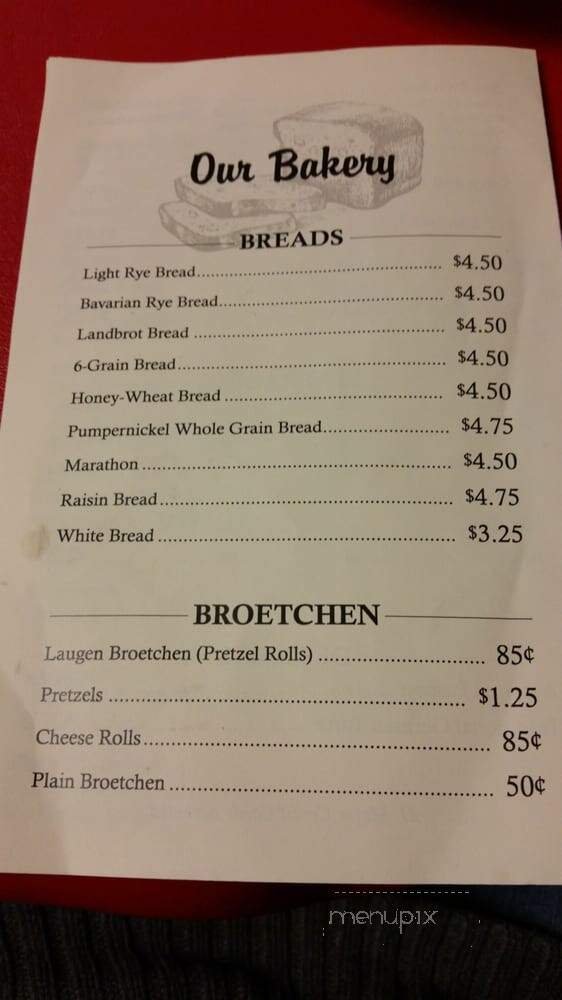 Our Bakery
BREADS
Light Rye Bread........................................................ $4.50
Bavarian Rye Bread................................................... $4.50
Landbrot Bread ......................................................... $4.50
6-Grain Bread............................................................ $4.50
Honey-Wheat Bread ................................................. $4.50
Pumpernickel Whole Grain Bread............................. $4.75
Marathon ................................................................... $4.50
Raisin Bread............................................................... $4.75
White Bread ............................................................... $3.25
BROETCHEN
Laugen Broetchen (Pretzel Rolls) .............................. 85¢
Pretzels ................................................................ $1.25
Cheese Rolls............................................................. 85¢
Plain Broetchen ........................................................ 50¢
menupix